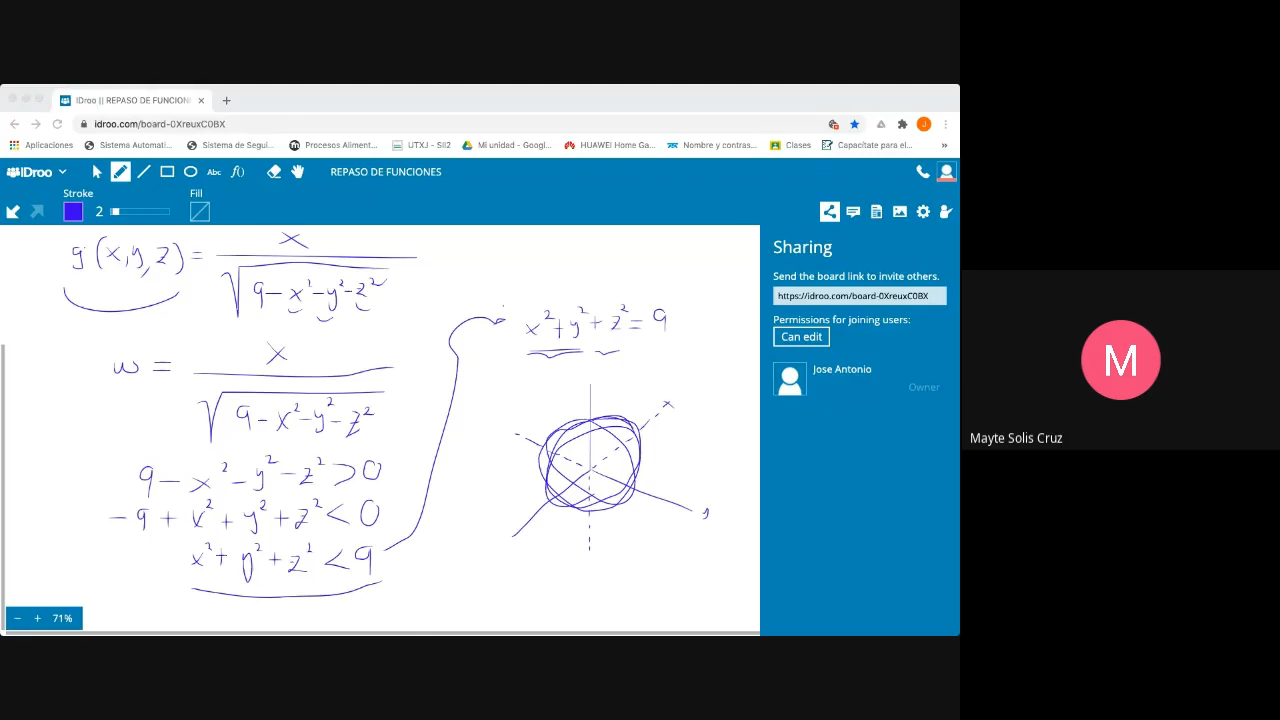 IDroo || REPASO DE FUNCION
idroo.com/board-0XreuxC0BX
Aplicaciones
Sistema Automati...
Sistema de Segui...
Procesos Aliment...
UTXJ - SII2
Mi unidad - Googl...
HUAWEI Home Ga...
Nombre y contras...
Clases
Capacítate para el...
»
IDroo
Abc
f()
REPASO DE FUNCIONES
Stroke
Fill
2
Sharing
Send the board link to invite others.
https://idroo.com/board-0XreuxC0BX
Permissions for joining users:
Can edit
Jose Antonio
Owner
g(x,y,z) = x / √(9 - x² - y² - z²)
w = x / √(9 - x² - y² - z²)
9 - x² - y² - z² > 0
-9 + x² + y² + z² < 0
x² + y² + z² < 9
x² + y² + z² = 9
x
- + 71%
M
Mayte Solis Cruz
J